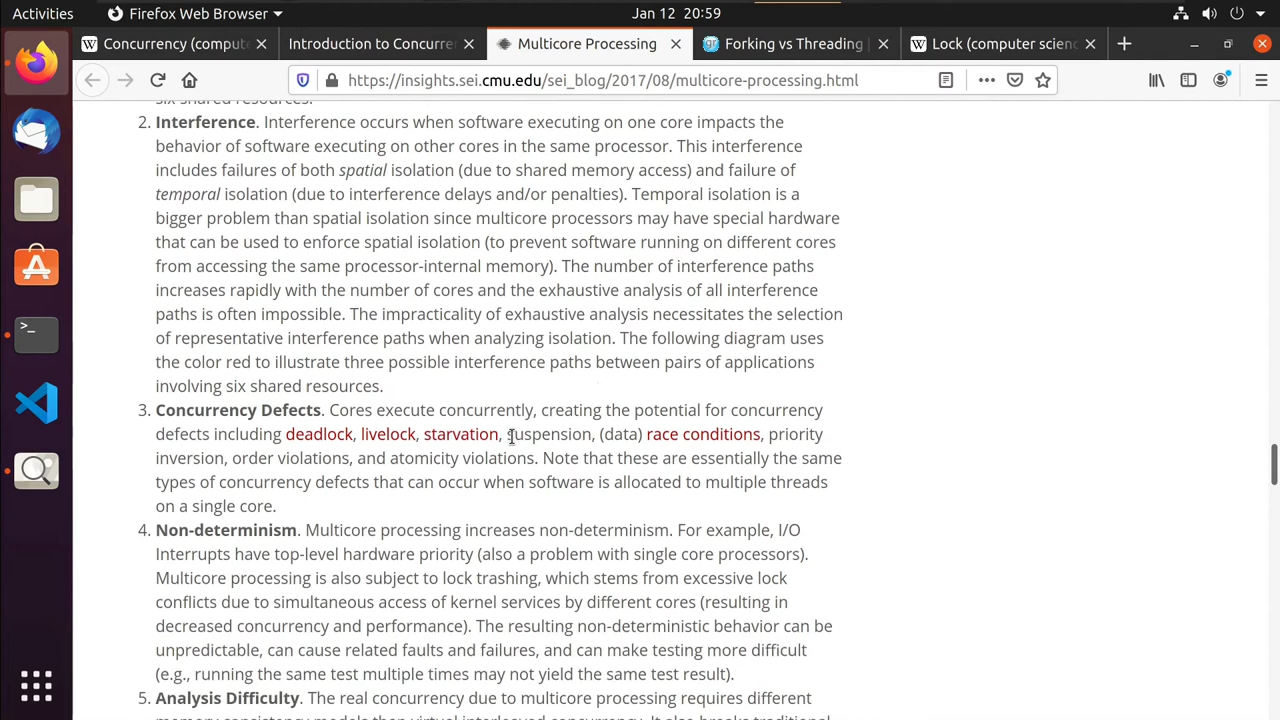 Activities
Firefox Web Browser
Jan 12 20:59
Concurrency (compute
Introduction to Concurre
Multicore Processing
Forking vs Threading |
Lock (computer scienc
https://insights.sei.cmu.edu/sei_blog/2017/08/multicore-processing.html
six shared resources.
2. Interference. Interference occurs when software executing on one core impacts the
behavior of software executing on other cores in the same processor. This interference
includes failures of both spatial isolation (due to shared memory access) and failure of
temporal isolation (due to interference delays and/or penalties). Temporal isolation is a
bigger problem than spatial isolation since multicore processors may have special hardware
that can be used to enforce spatial isolation (to prevent software running on different cores
from accessing the same processor-internal memory). The number of interference paths
increases rapidly with the number of cores and the exhaustive analysis of all interference
paths is often impossible. The impracticality of exhaustive analysis necessitates the selection
of representative interference paths when analyzing isolation. The following diagram uses
the color red to illustrate three possible interference paths between pairs of applications
involving six shared resources.
3. Concurrency Defects. Cores execute concurrently, creating the potential for concurrency
defects including deadlock, livelock, starvation, suspension, (data) race conditions, priority
inversion, order violations, and atomicity violations. Note that these are essentially the same
types of concurrency defects that can occur when software is allocated to multiple threads
on a single core.
4. Non-determinism. Multicore processing increases non-determinism. For example, I/O
Interrupts have top-level hardware priority (also a problem with single core processors).
Multicore processing is also subject to lock trashing, which stems from excessive lock
conflicts due to simultaneous access of kernel services by different cores (resulting in
decreased concurrency and performance). The resulting non-deterministic behavior can be
unpredictable, can cause related faults and failures, and can make testing more difficult
(e.g., running the same test multiple times may not yield the same test result).
5. Analysis Difficulty. The real concurrency due to multicore processing requires different
memory consistency models than virtual interleaved concurrency. It also breaks traditional